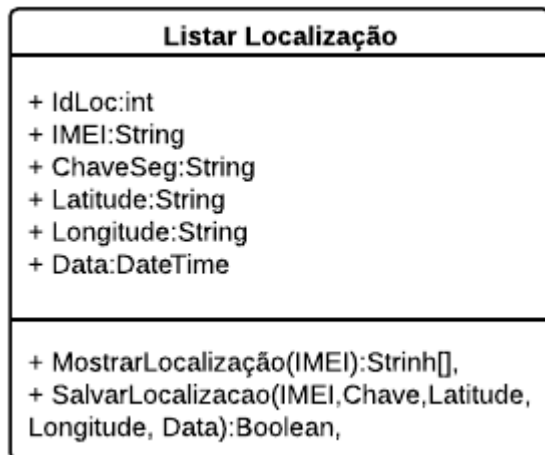 Listar Localização
+ IdLoc:int
+ IMEI:String
+ ChaveSeg:String
+ Latitude:String
+ Longitude:String
+ Data:DateTime
+ MostrarLocalização(IMEI):Strinh[],
+ SalvarLocalizacao(IMEI,Chave,Latitude,
Longitude, Data):Boolean,